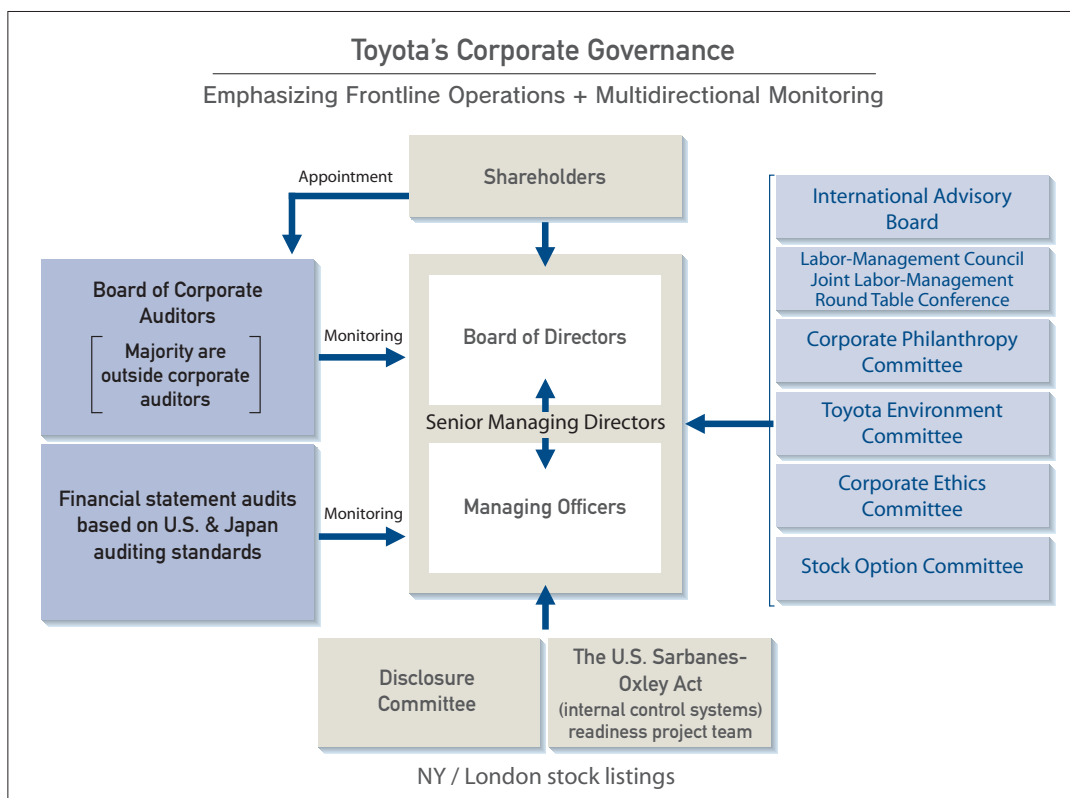 Toyota's Corporate Governance
Emphasizing Frontline Operations + Multidirectional Monitoring
Shareholders
Appointment
Board of Corporate
Auditors
Majority are
outside corporate
auditors
Monitoring
Financial statement audits
based on U.S. & Japan
auditing standards
Monitoring
Board of Directors
Senior Managing Directors
Managing Officers
International Advisory
Board
Labor-Management Council
Joint Labor-Management
Round Table Conference
Corporate Philanthropy
Committee
Toyota Environment
Committee
Corporate Ethics
Committee
Stock Option Committee
Disclosure
Committee
The U.S. Sarbanes-
Oxley Act
(internal control systems)
readiness project team
NY / London stock listings